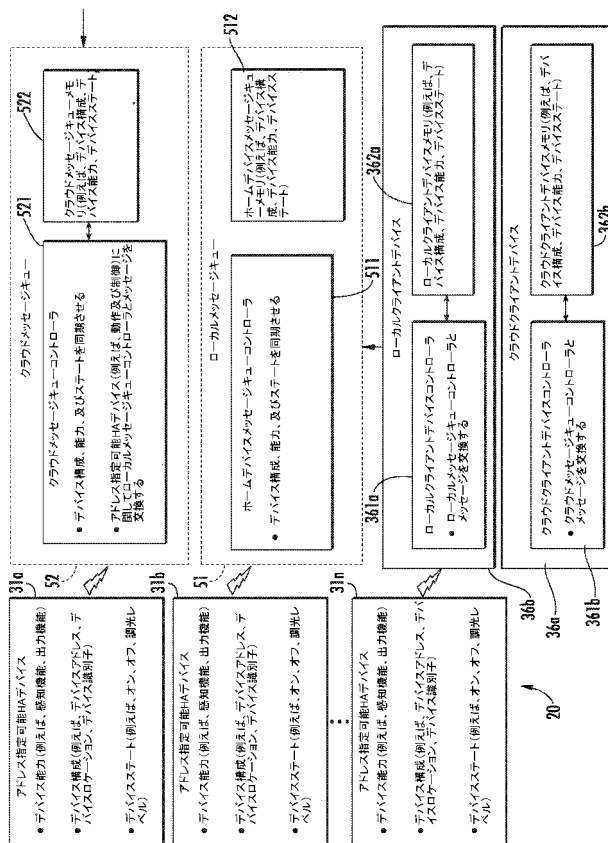 31a
アドレス指定可能HAデバイス
• デバイス能力(例えば、感知機能、出力機能)
• デバイス構成(例えば、デバイスアドレス、デ
バイスロケーション、デバイス識別子)
• デバイスステート(例えば、オン、オフ、調光レ
ベル)
31b
アドレス指定可能HAデバイス
• デバイス能力(例えば、感知機能、出力機能)
• デバイス構成(例えば、デバイスアドレス、デ
バイスロケーション、デバイス識別子)
• デバイスステート(例えば、オン、オフ、調光レ
ベル)
31n
アドレス指定可能HAデバイス
• デバイス能力(例えば、感知機能、出力機能)
• デバイス構成(例えば、デバイスアドレス、デバ
イスロケーション、デバイス識別子)
• デバイスステート(例えば、オン、オフ、調光レ
ベル)
20
52
クラウドメッセージキュー
521
クラウドメッセージキューコントローラ
• デバイス構成、能力、及びステートを同期させる
• アドレス指定可能HAデバイス(例えば、動作及び制御)に
関してローカルメッセージキューコントローラとメッセージを
交換する
522
クラウドメッセージキューメモ
リ(例えば、デバイス構成、デ
バイス能力、デバイスステート)
51
ローカルメッセージキュー
ホームデバイスメッセージキューコントローラ
• デバイス構成、能力、及びステートを同期させる
511
512
ホームデバイスメッセージキュ
ーメモリ(例えば、デバイス構
成、デバイス能力、デバイスス
テート)
36b
ローカルクライアントデバイス
361a
ローカルクライアントデバイスコントローラ
• ローカルメッセージキューコントローラと
メッセージを交換する
362a
ローカルクライアントデバイスメモリ(例えば、デ
バイス構成、デバイス能力、デバイスステート)
36a
クラウドクライアントデバイス
クラウドクライアントデバイスコントローラ
• クラウドメッセージキューコントローラと
メッセージを交換する
361b
クラウドクライアントデバイスメモリ(例えば、デバ
イス構成、デバイス能力、デバイスステート)
362b